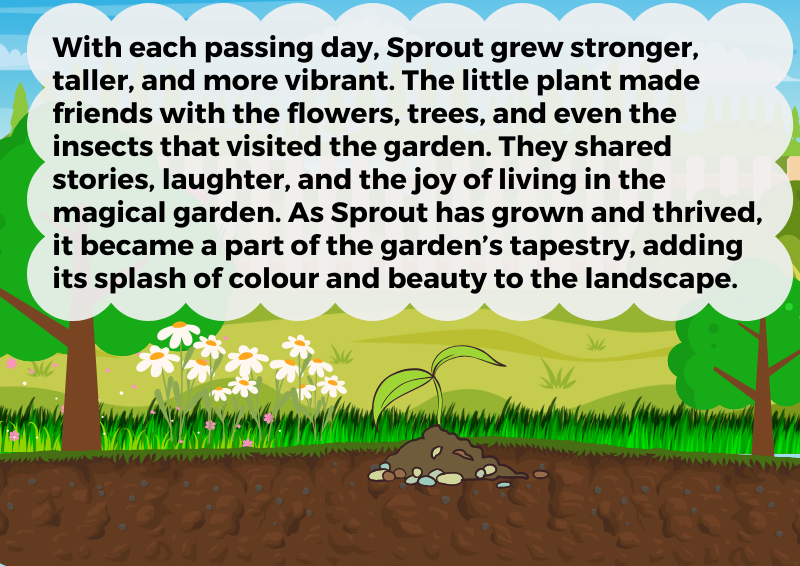 With each passing day, Sprout grew stronger,
taller, and more vibrant. The little plant made
friends with the flowers, trees, and even the
insects that visited the garden. They shared
stories, laughter, and the joy of living in the
magical garden. As Sprout has grown and thrived,
it became a part of the garden’s tapestry, adding
its splash of colour and beauty to the landscape.